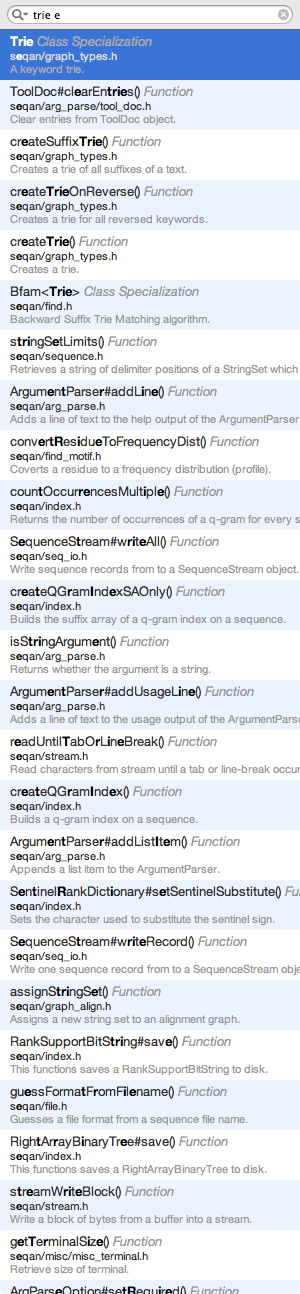 trie e
Trie Class Specialization
seqan/graph_types.h
A keyword trie.
ToolDoc#clearEntries() Function
seqan/arg_parse/tool_doc.h
Clear entries from ToolDoc object.
createSuffixTrie() Function
seqan/graph_types.h
Creates a trie of all suffixes of a text.
createTrieOnReverse() Function
seqan/graph_types.h
Creates a trie for all reversed keywords.
createTrie() Function
seqan/graph_types.h
Creates a trie.
Bfam<Trie> Class Specialization
seqan/find.h
Backward Suffix Trie Matching algorithm.
stringSetLimits() Function
seqan/sequence.h
Retrieves a string of delimiter positions of a StringSet which
ArgumentParser#addLine() Function
seqan/arg_parse.h
Adds a line of text to the help output of the ArgumentParser
convertResidueToFrequencyDist() Function
seqan/find_motif.h
Coverts a residue to a frequency distribution (profile).
countOccurrencesMultiple() Function
seqan/index.h
Returns the number of occurrences of a q-gram for every s
SequenceStream#writeAll() Function
seqan/seq_io.h
Write sequence records from to a SequenceStream object.
createQGramIndexSAOnly() Function
seqan/index.h
Builds the suffix array of a q-gram index on a sequence.
isStringArgument() Function
seqan/arg_parse.h
Returns whether the argument is a string.
ArgumentParser#addUsageLine() Function
seqan/arg_parse.h
Adds a line of text to the usage output of the ArgumentParse
readUntilTabOrLineBreak() Function
seqan/stream.h
Read characters from stream until a tab or line-break occur
createQGramIndex() Function
seqan/index.h
Builds a q-gram index on a sequence.
ArgumentParser#addListItem() Function
seqan/arg_parse.h
Appends a list item to the ArgumentParser.
SentinelRankDictionary#setSentinelSubstitute() Fu
seqan/index.h
Sets the character used to substitute the sentinel sign.
SequenceStream#writeRecord() Function
seqan/seq_io.h
Write one sequence record from to a SequenceStream obje
assignStringSet() Function
seqan/graph_align.h
Assigns a new string set to an alignment graph.
RankSupportBitString#save() Function
seqan/index.h
This functions saves a RankSupportBitString to disk.
guessFormatFromFilename() Function
seqan/file.h
Guesses a file format from a sequence file name.
RightArrayBinaryTree#save() Function
seqan/index.h
This functions saves a RightArrayBinaryTree to disk.
streamWriteBlock() Function
seqan/stream.h
Write a block of bytes from a buffer into a stream.
getTerminalSize() Function
seqan/misc/misc_terminal.h
Retrieve size of terminal.
ArgParseOption#setRequired() Function